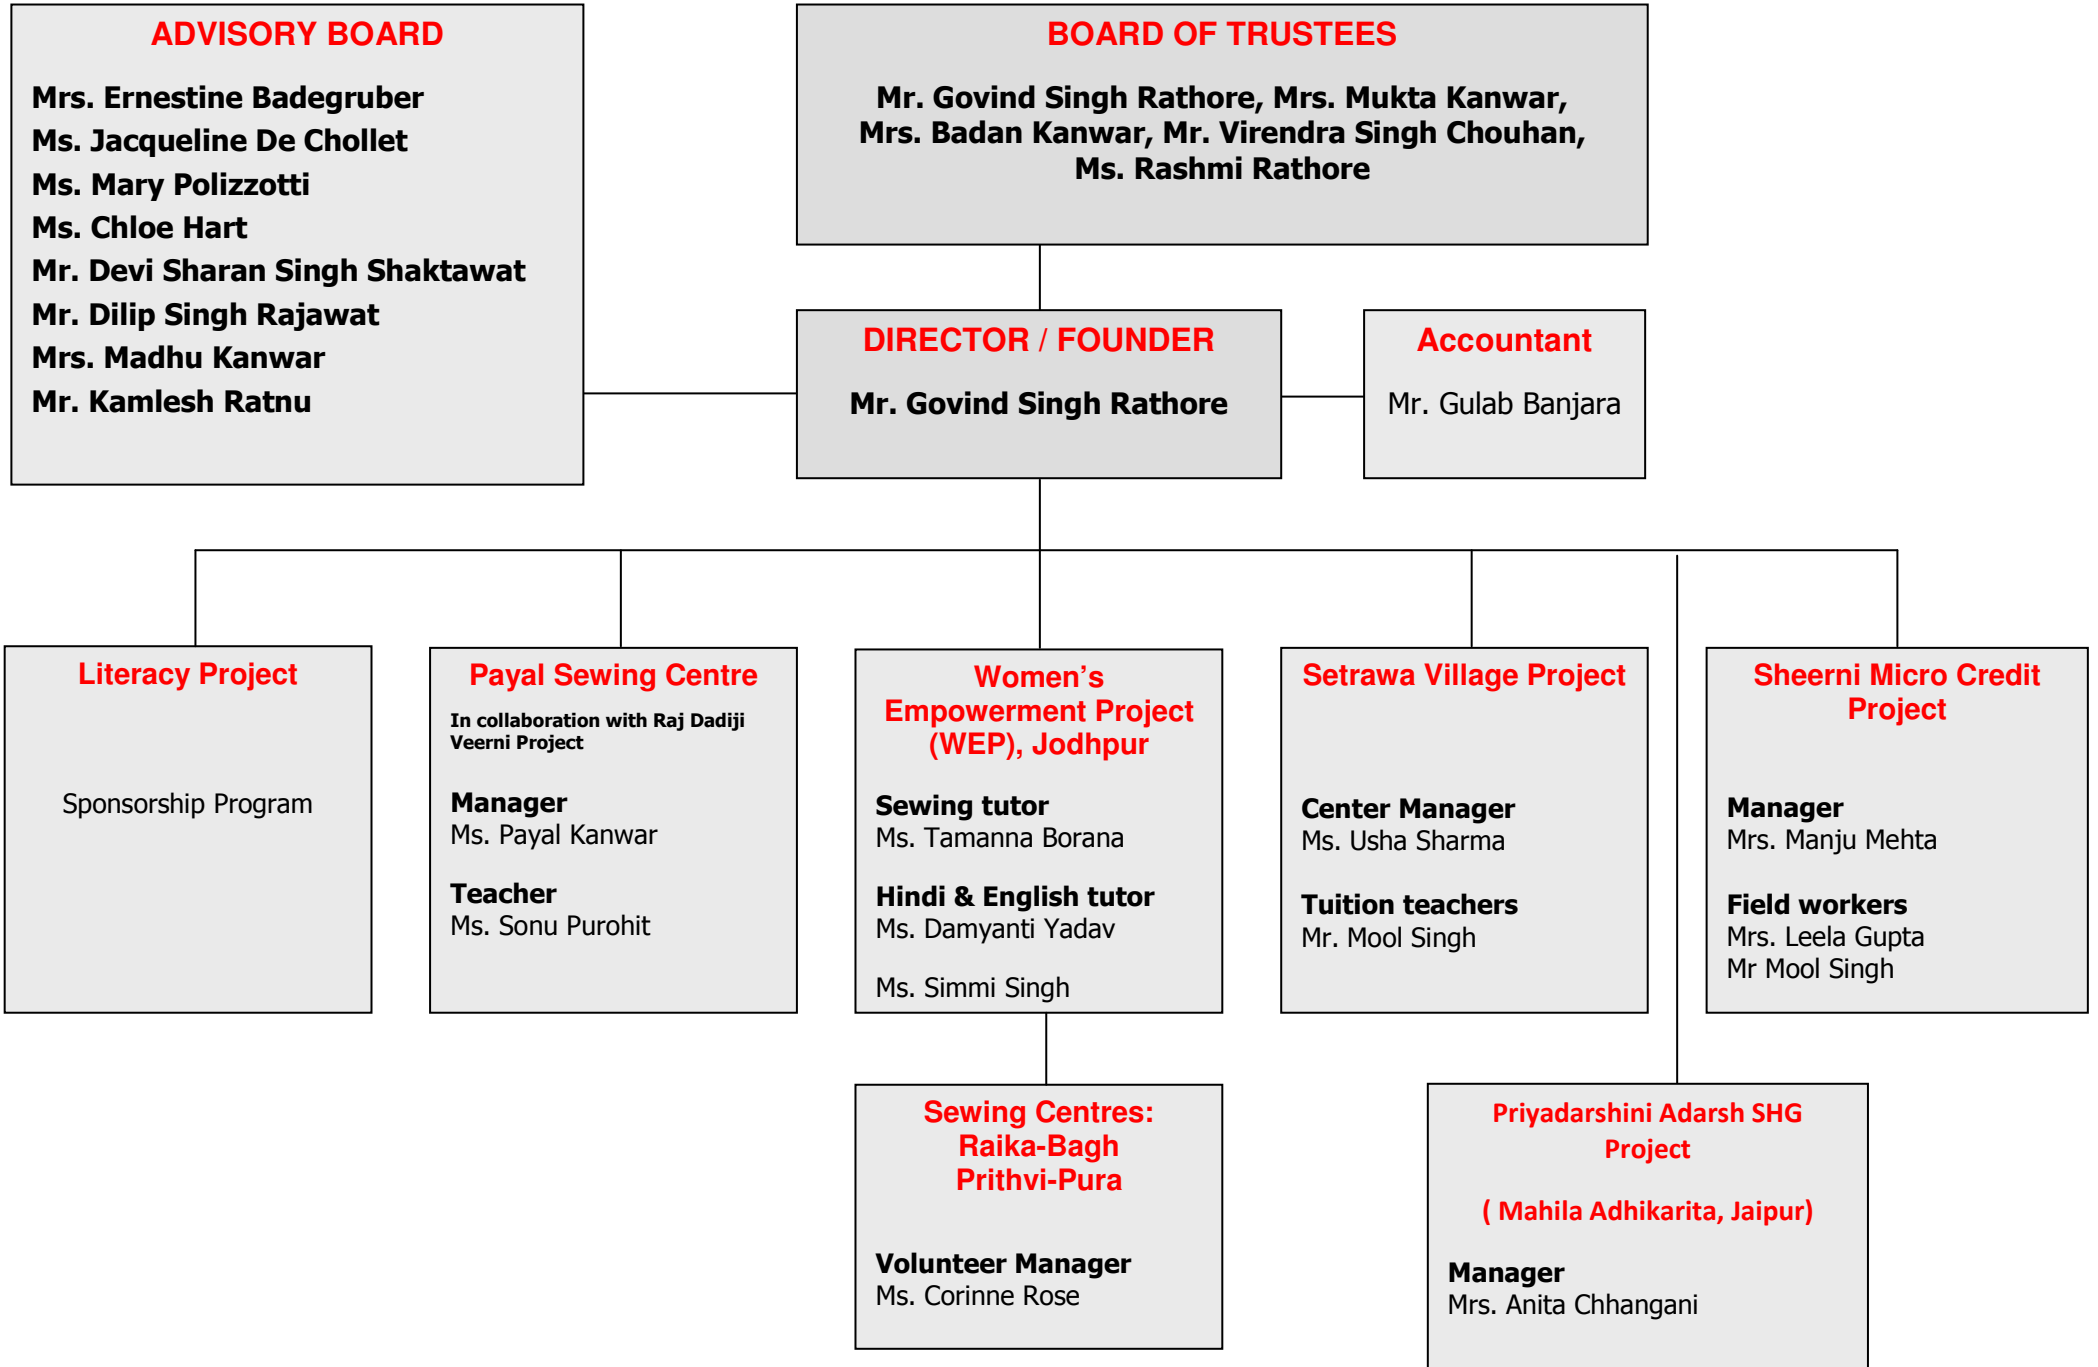 ADVISORY BOARD
Mrs. Ernestine Badegruber
Ms. Jacqueline De Chollet
Ms. Mary Polizzotti
Ms. Chloe Hart
Mr. Devi Sharan Singh Shaktawat
Mr. Dilip Singh Rajawat
Mrs. Madhu Kanwar
Mr. Kamlesh Ratnu
BOARD OF TRUSTEES
Mr. Govind Singh Rathore, Mrs. Mukta Kanwar,
Mrs. Badan Kanwar, Mr. Virendra Singh Chouhan,
Ms. Rashmi Rathore
DIRECTOR / FOUNDER
Mr. Govind Singh Rathore
Accountant
Mr. Gulab Banjara
Literacy Project
Sponsorship Program
Payal Sewing Centre
In collaboration with Raj Dadiji
Veerni Project
Manager
Ms. Payal Kanwar
Teacher
Ms. Sonu Purohit
Women’s
Empowerment Project
(WEP), Jodhpur
Sewing tutor
Ms. Tamanna Borana
Hindi & English tutor
Ms. Damyanti Yadav
Ms. Simmi Singh
Setrawa Village Project
Center Manager
Ms. Usha Sharma
Tuition teachers
Mr. Mool Singh
Sheerni Micro Credit
Project
Manager
Mrs. Manju Mehta
Field workers
Mrs. Leela Gupta
Mr Mool Singh
Sewing Centres:
Raika-Bagh
Prithvi-Pura
Volunteer Manager
Ms. Corinne Rose
Priyadarshini Adarsh SHG
Project
( Mahila Adhikarita, Jaipur)
Manager
Mrs. Anita Chhangani